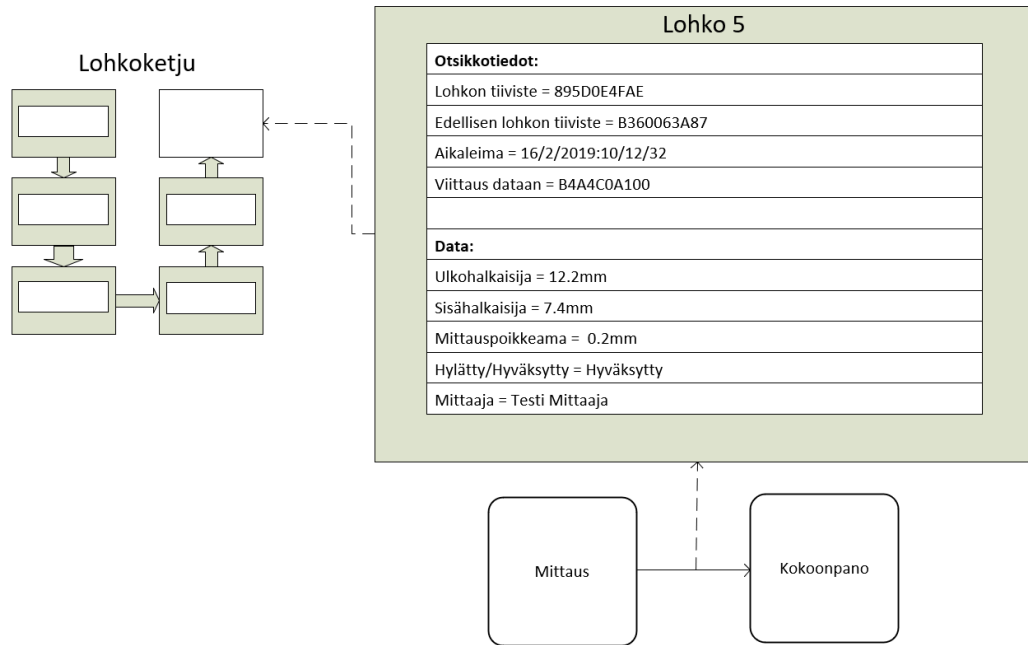 Lohkoketju
Lohko 5
Otsikkotiedot:
Lohkon tiiviste = 895D0E4FAE
Edellisen lohkon tiiviste = B360063A87
Aikaleima = 16/2/2019:10/12/32
Viittaus dataan = B4A4C0A100
Data:
Ulkohalkaisija = 12.2mm
Sisähalkaisija = 7.4mm
Mittauspoikkeama =  0.2mm
Hylätty/Hyväksytty = Hyväksytty
Mittaaja = Testi Mittaaja
Mittaus
Kokoonpano